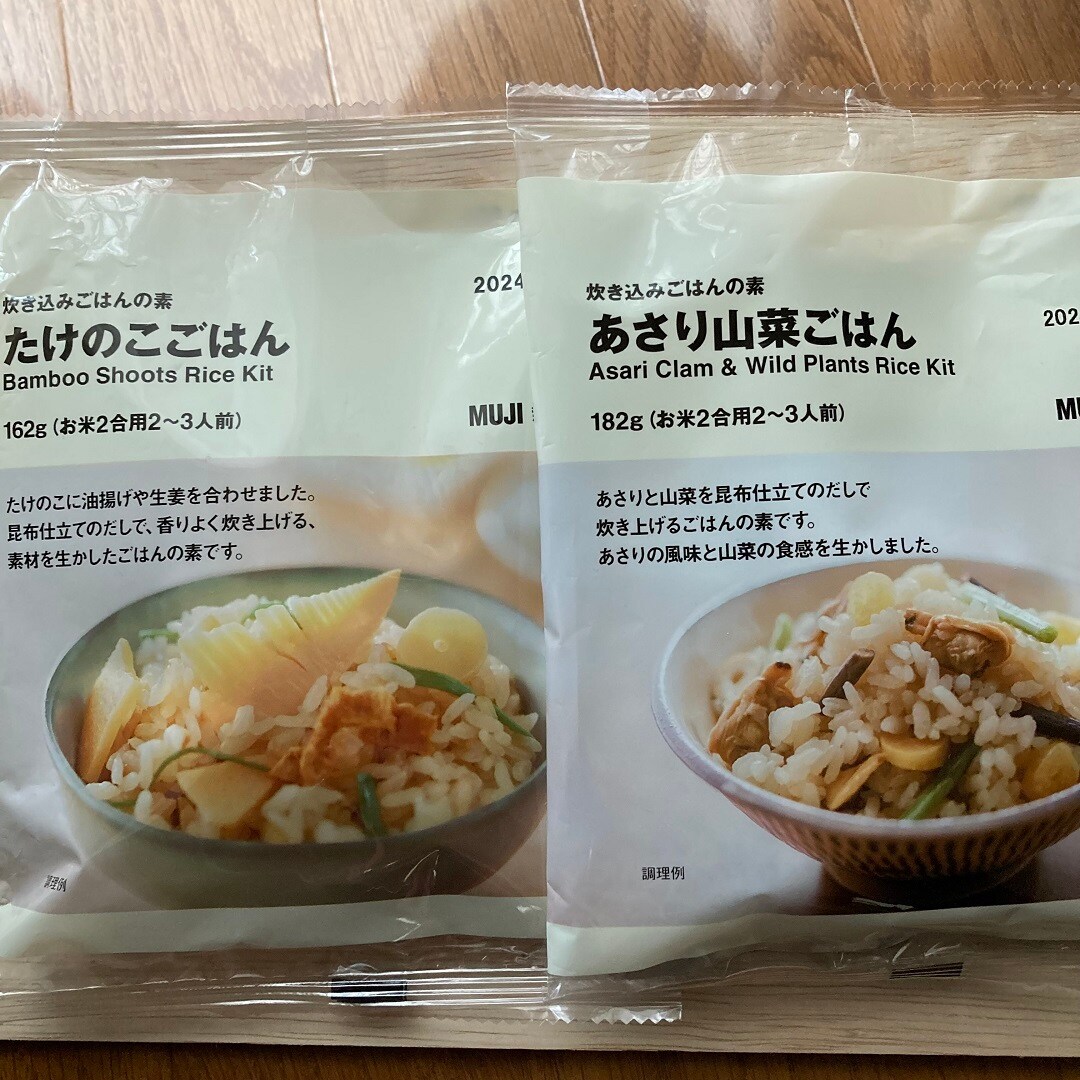 炊き込みごはんの素
たけのこごはん
Bamboo Shoots Rice Kit
162g（お米2合用2〜3人前）
2024
MUJI
たけのこに油揚げや生姜を合わせました。
昆布仕立てのだしで、香りよく炊き上げる、
素材を生かしたごはんの素です。
調理例
炊き込みごはんの素
あさり山菜ごはん
Asari Clam & Wild Plants Rice Kit
182g（お米2合用2〜3人前）
あさりと山菜を昆布仕立てのだしで
炊き上げるごはんの素です。
あさりの風味と山菜の食感を生かしました。
調理例